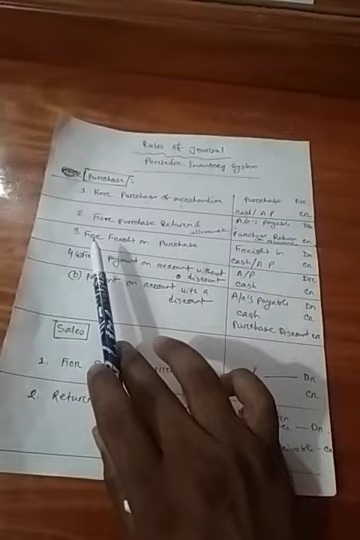 Rules of Journal
Periodic Inventory System
Purchase :
1. For Purchase of merchandise Purchase Dr.
Cash/A.P cr.
2. For purchase Return & allowance A/c's Payable Dr
Purchase Return & allowance cr.
3. For Freight on Purchase Freight in Dr
cash/A.P cr.
4. Payment on account without discount A/P Dr.
cash cr.
(b) Payment on account with a discount A/c's Payable Dr
cash cr
Purchase Discount cr
Sales
1. For Dr
cr.
2. Return Dr.
cr